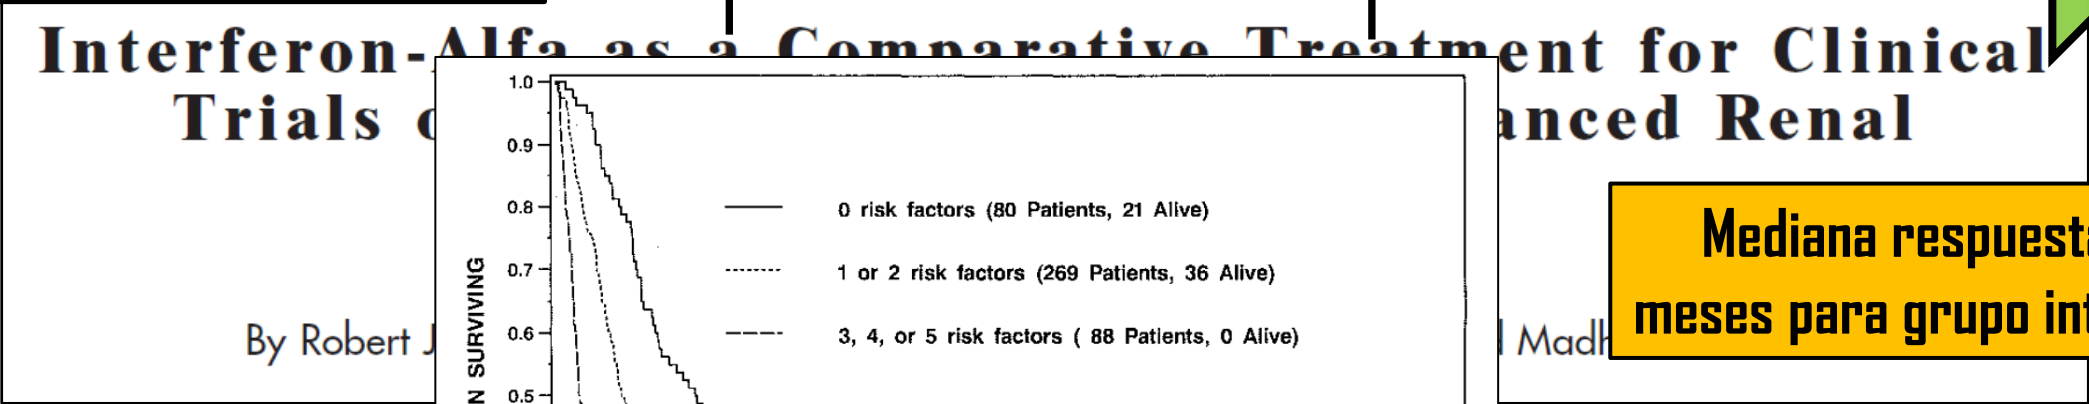 Interferon-Alfa as a Comparative Treatment for Clinical
Trials
anced Renal
By Robert J
Madh
1.0
0.9
0.8
0.7
0.6
0.5
N SURVIVING
0 risk factors (80 Patients, 21 Alive)
1 or 2 risk factors (269 Patients, 36 Alive)
3, 4, or 5 risk factors ( 88 Patients, 0 Alive)
Mediana respuesta
meses para grupo int